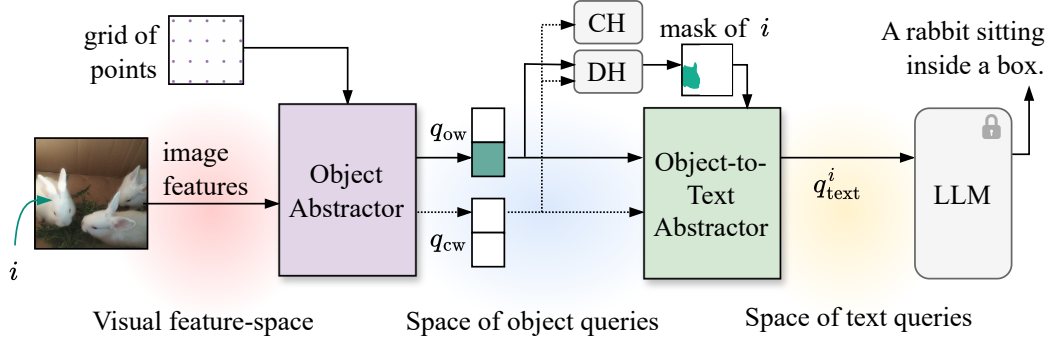 grid of
points
CH
DH
mask of i
A rabbit sitting
inside a box.
image
features
i
Object
Abstractor
q_ow
q_cw
Object-to-
Text
Abstractor
q^i_text
LLM
Visual feature-space
Space of object queries
Space of text queries